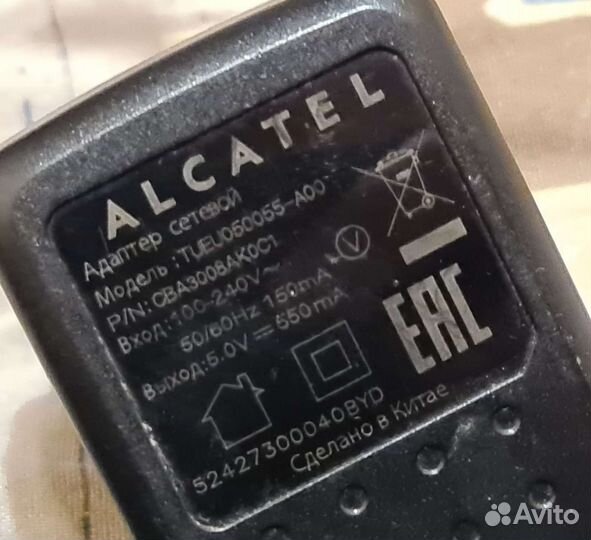 ALCATEL
Адаптер сетевой
Модель: TUEU050055-A00
P/N: CBA3008AK0C1
Вход: 100-240V~
50/60Hz 150mA
Выход: 5.0V ⎓ 550mA
V
EAC
52427300040BYD
Сделано в Китае
Avito